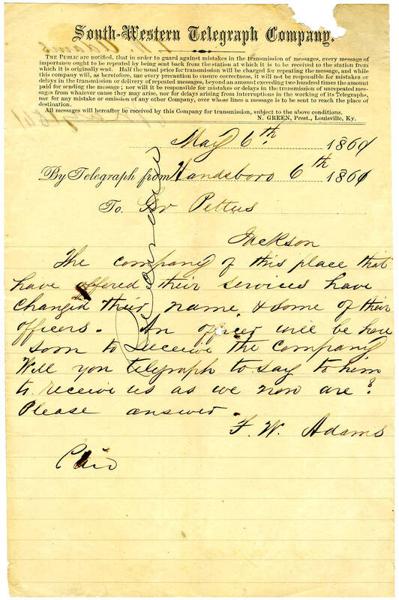 South-Western Telegraph Company.
THE PUBLIC ARE notified, that in order to guard against mistakes in the transmission of messages, every message of
importance ought to be repeated by being sent back from the station at which it is to be received to the station from
which it is originally sent. Half the usual price for transmission will be charged for repeating the message, and while
this company will, as heretofore, use every precaution to ensure correctness, it will not be responsible for mistakes or
delays in the transmission or delivery of repeated messages, beyond an amount exceeding two hundred times the amount
paid for sending the message; nor will it be responsible for mistakes or delays in the transmission of unrepeated messages
from whatever cause they may arise, nor for delays arising from interruptions in the working of its Telegraphs,
nor for any mistake or omission of any other Company, over whose lines a message is to be sent to reach the place of
destination.
All messages will hereafter be received by this Company for transmission, subject to the above conditions.
N. GREEN, Prest., Louisville, Ky.
May 6th. 1861
By Telegraph from Handsboro 6th 1861
To Gov Pettus
Jackson
The company of this place that
have offered their services have
changed their name, & some of their
officers. An officer will be here
soon to receive the company
Will you telegraph to say to him
to receive us as we now are?
Please answer
F. W. Adams
Paid